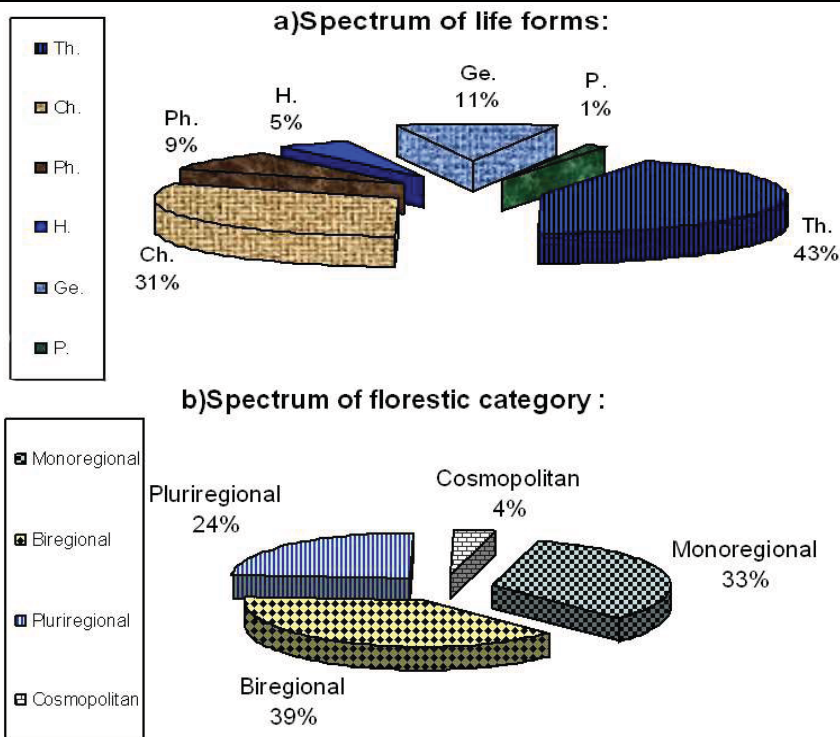 a)Spectrum of life forms:
Th.
Ch.
Ph.
H.
Ge.
P.
Ph.
9%
H.
5%
Ge.
11%
P.
1%
Th.
43%
Ch.
31%
b)Spectrum of florestic category :
Monoregional
Biregional
Pluriregional
Cosmopolitan
Pluriregional
24%
Cosmopolitan
4%
Monoregional
33%
Biregional
39%